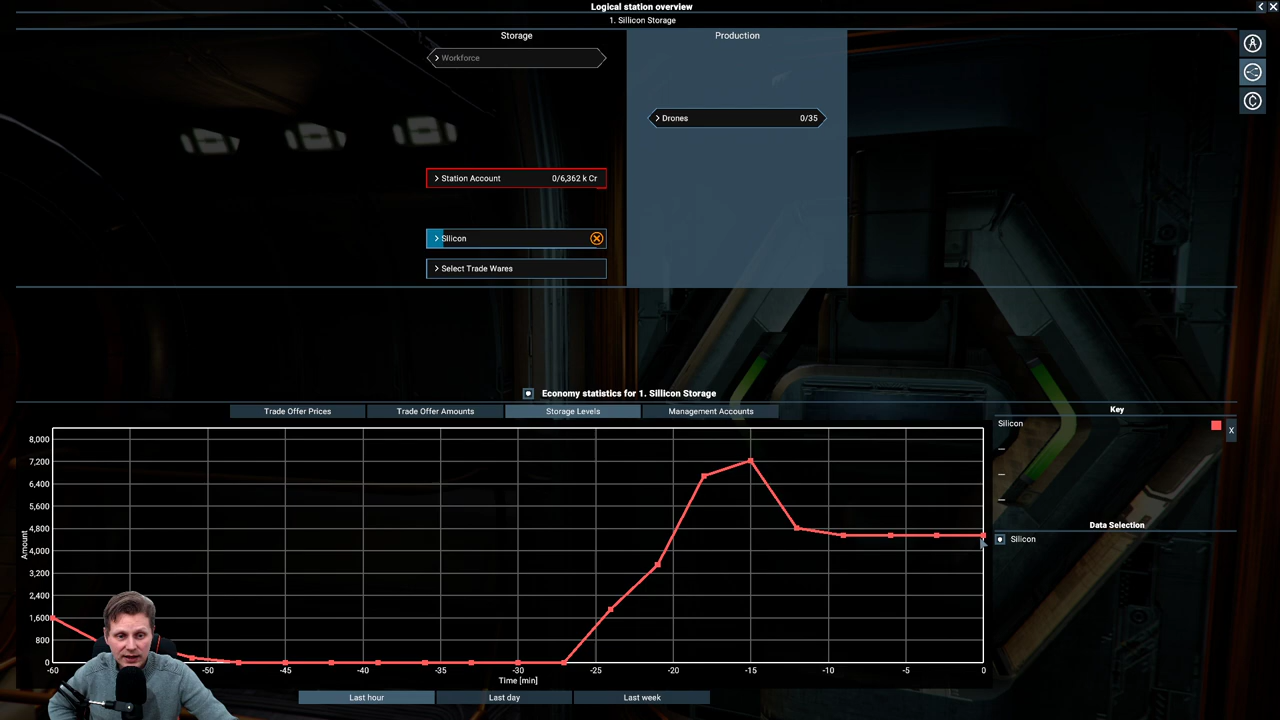 Logical station overview
1. Sillicon Storage
Storage
Production
Workforce
Drones 0/35
Station Account 0/6,362 k Cr
Silicon
Select Trade Wares
Economy statistics for 1. Sillicon Storage
Trade Offer Prices
Trade Offer Amounts
Storage Levels
Management Accounts
Key
Silicon
X
Data Selection
Silicon
Amount
8,000
7,200
6,400
5,600
4,800
4,000
3,200
2,400
1,600
800
0
-60
-50
-45
-40
-35
-30
-25
-20
-15
-10
-5
0
Time [min]
Last hour
Last day
Last week